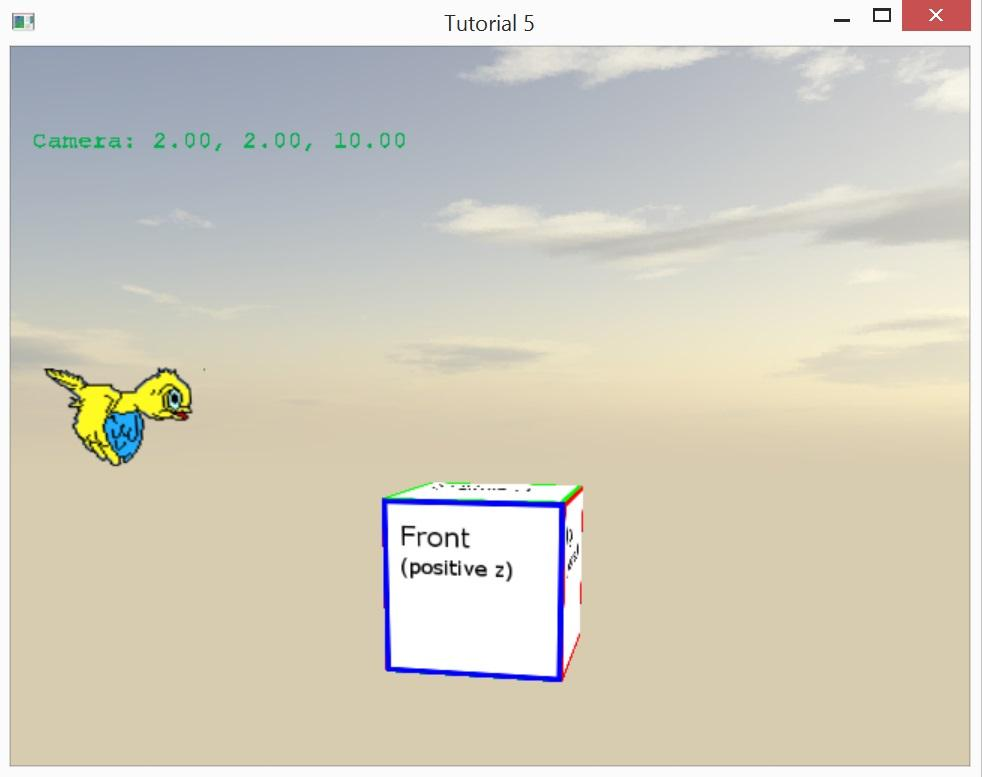 Tutorial 5
Camera: 2.00, 2.00, 10.00
Front
(positive z)